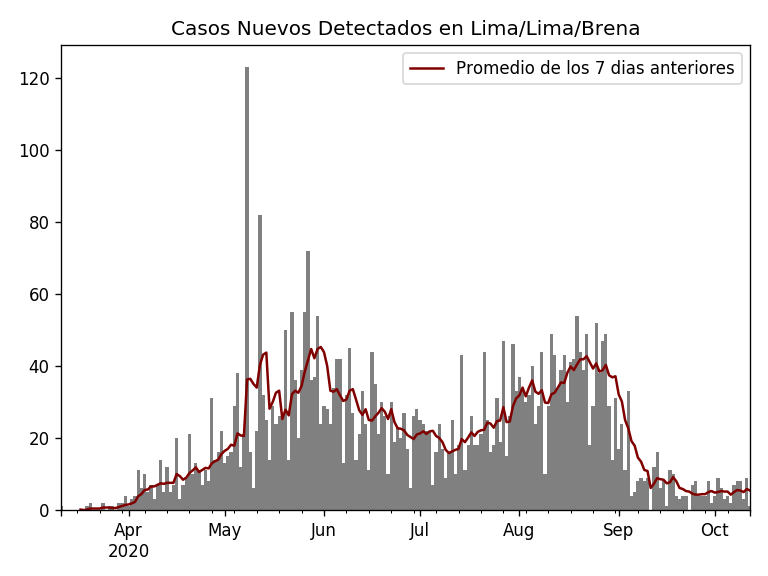 Casos Nuevos Detectados en Lima/Lima/Brena
Promedio de los 7 dias anteriores
120
100
80
60
40
20
0
Apr May Jun Jul Aug Sep Oct
2020